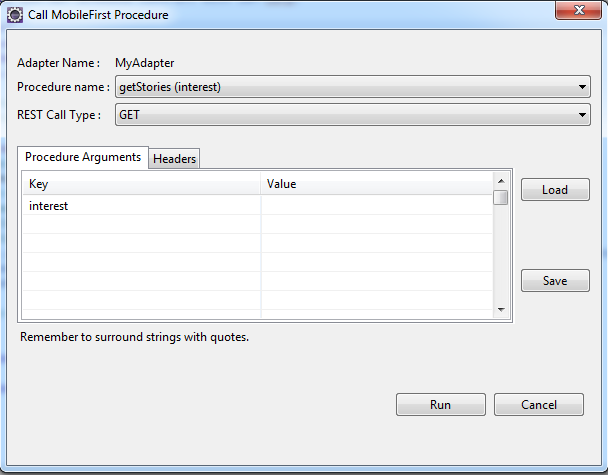 Call MobileFirst Procedure
Adapter Name : MyAdapter
Procedure name : getStories (interest)
REST Call Type : GET
Procedure Arguments Headers
Key Value
interest
Load
Save
Remember to surround strings with quotes.
Run Cancel